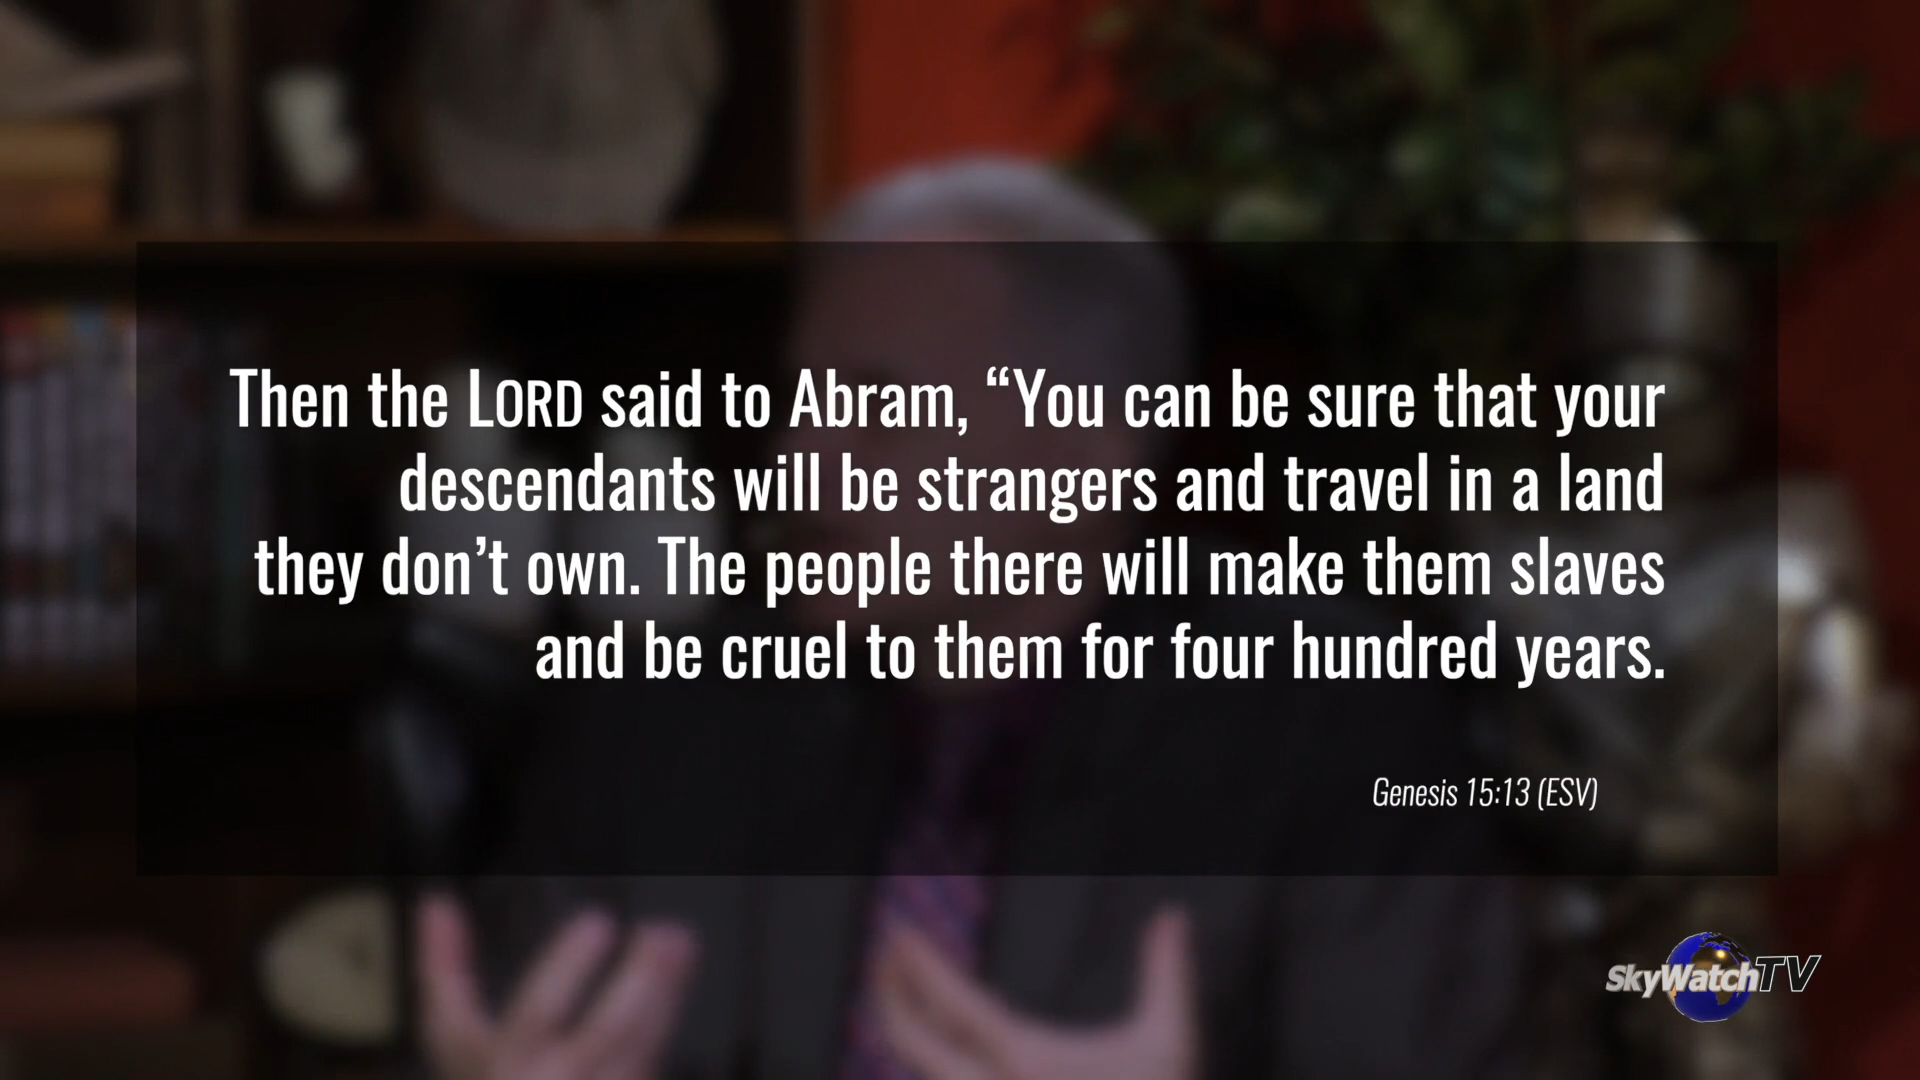 Then the LORD said to Abram, “You can be sure that your
descendants will be strangers and travel in a land
they don’t own. The people there will make them slaves
and be cruel to them for four hundred years.
Genesis 15:13 (ESV)
SkyWatchTV